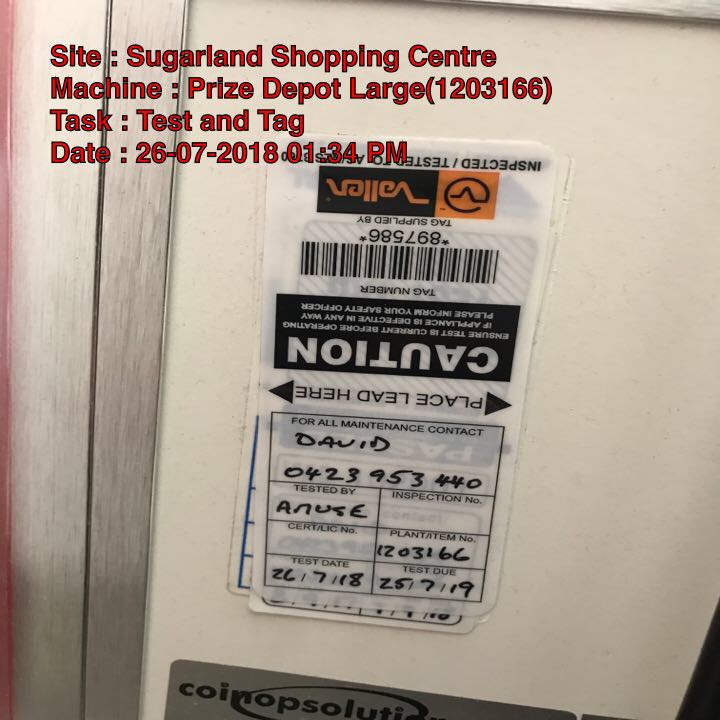 Site : Sugarland Shopping Centre
Machine : Prize Depot Large(1203166)
Task : Test and Tag
Date : 26-07-2018 01:34 PM
INSPECTED / TESTED TO
Vallen
TAG SUPPLIED BY
*897586*
TAG NUMBER
CAUTION
ENSURE TEST IS CURRENT BEFORE OPERATING
IF APPLIANCE IS DEFECTIVE IN ANY WAY
PLEASE INFORM YOUR SAFETY OFFICER
PLACE LEAD HERE
FOR ALL MAINTENANCE CONTACT
DAVID
0423 953 440
TESTED BY
INSPECTION No.
AMUSE
CERT/LIC No.
PLANT/ITEM No.
1203166
TEST DATE
TEST DUE
26/7/18
25/7/19
coinopsoluti